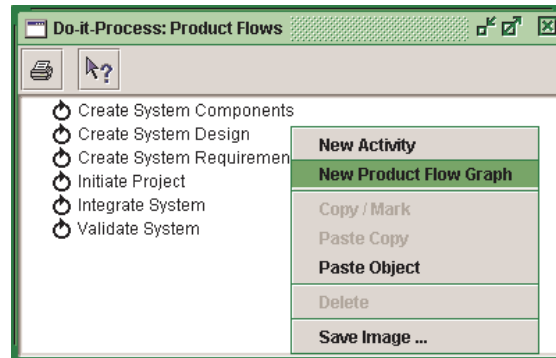 Do-it-Process: Product Flows
Create System Components
Create System Design
Create System Requiremen
Initiate Project
Integrate System
Validate System
New Activity
New Product Flow Graph
Copy / Mark
Paste Copy
Paste Object
Delete
Save Image ...